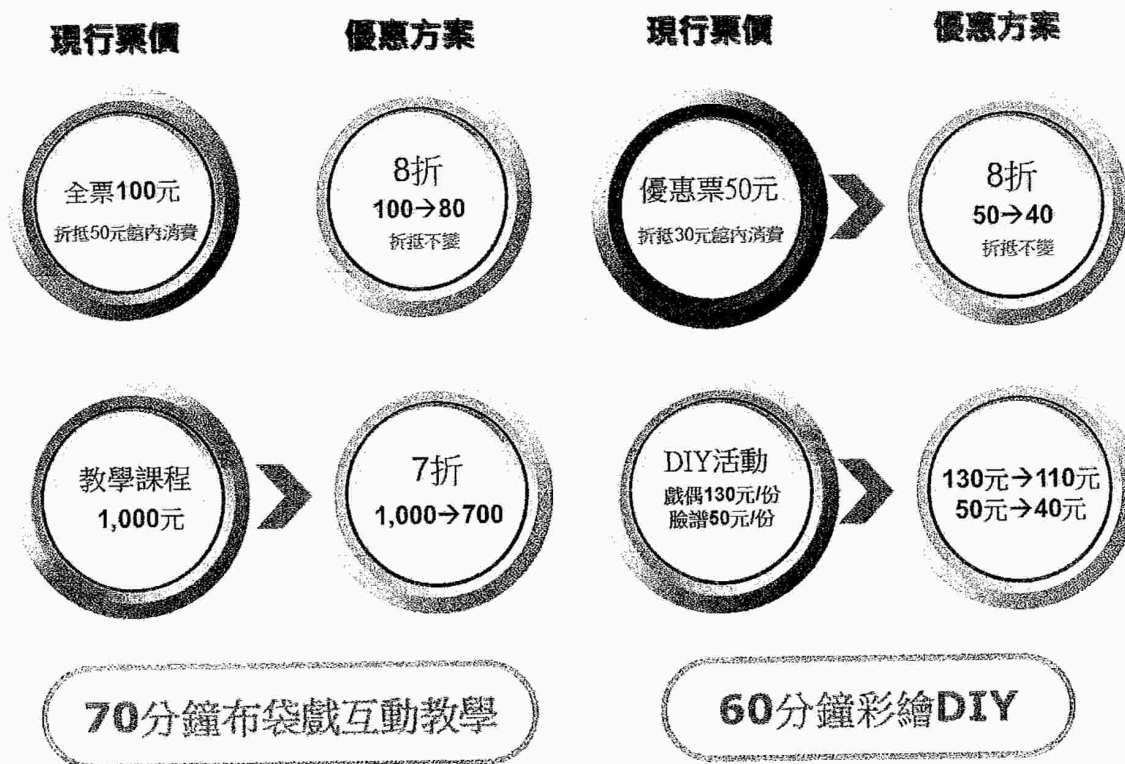 現行票價
優惠方案
現行票價
優惠方案
全票100元
折抵50元館內消費
8折
100→80
折抵不變
優惠票50元
折抵30元館內消費
8折
50→40
折抵不變
教學課程
1,000元
7折
1,000→700
DIY活動
戲偶130元/份
臉譜50元/份
130元→110元
50元→40元
70分鐘布袋戲互動教學
60分鐘彩繪DIY